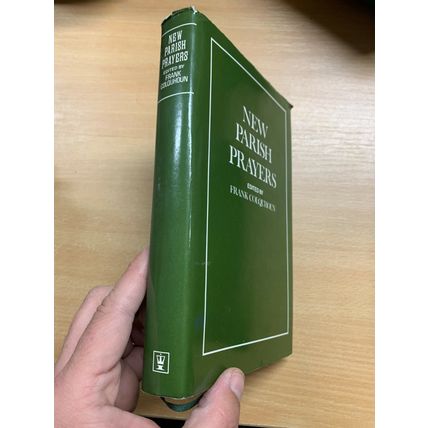 NEW
PARISH
PRAYERS
EDITED BY
FRANK
COLQUHOUN
NEW
PARISH
PRAYERS
EDITED BY
FRANK COLQUHOUN